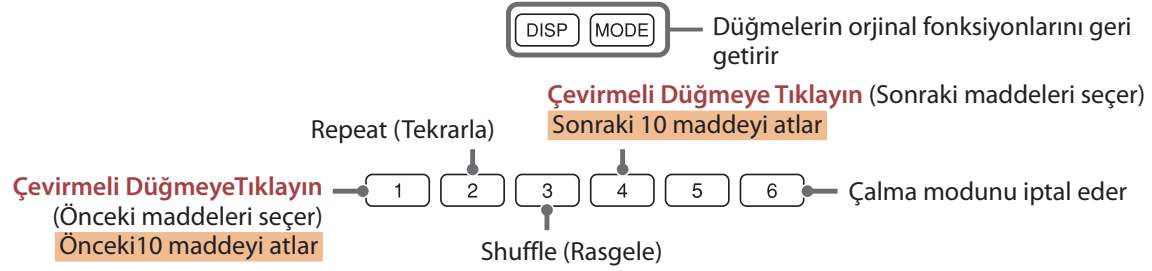 DISP MODE Düğmelerin orjinal fonksiyonlarını geri
getirir
Çevirmeli Düğmeye Tıklayın (Sonraki maddeleri seçer)
Sonraki 10 maddeyi atlar
Repeat (Tekrarla)
Çevirmeli DüğmeyeTıklayın 1 2 3 4 5 6 Çalma modunu iptal eder
(Önceki maddeleri seçer)
Önceki10 maddeyi atlar
Shuffle (Rasgele)